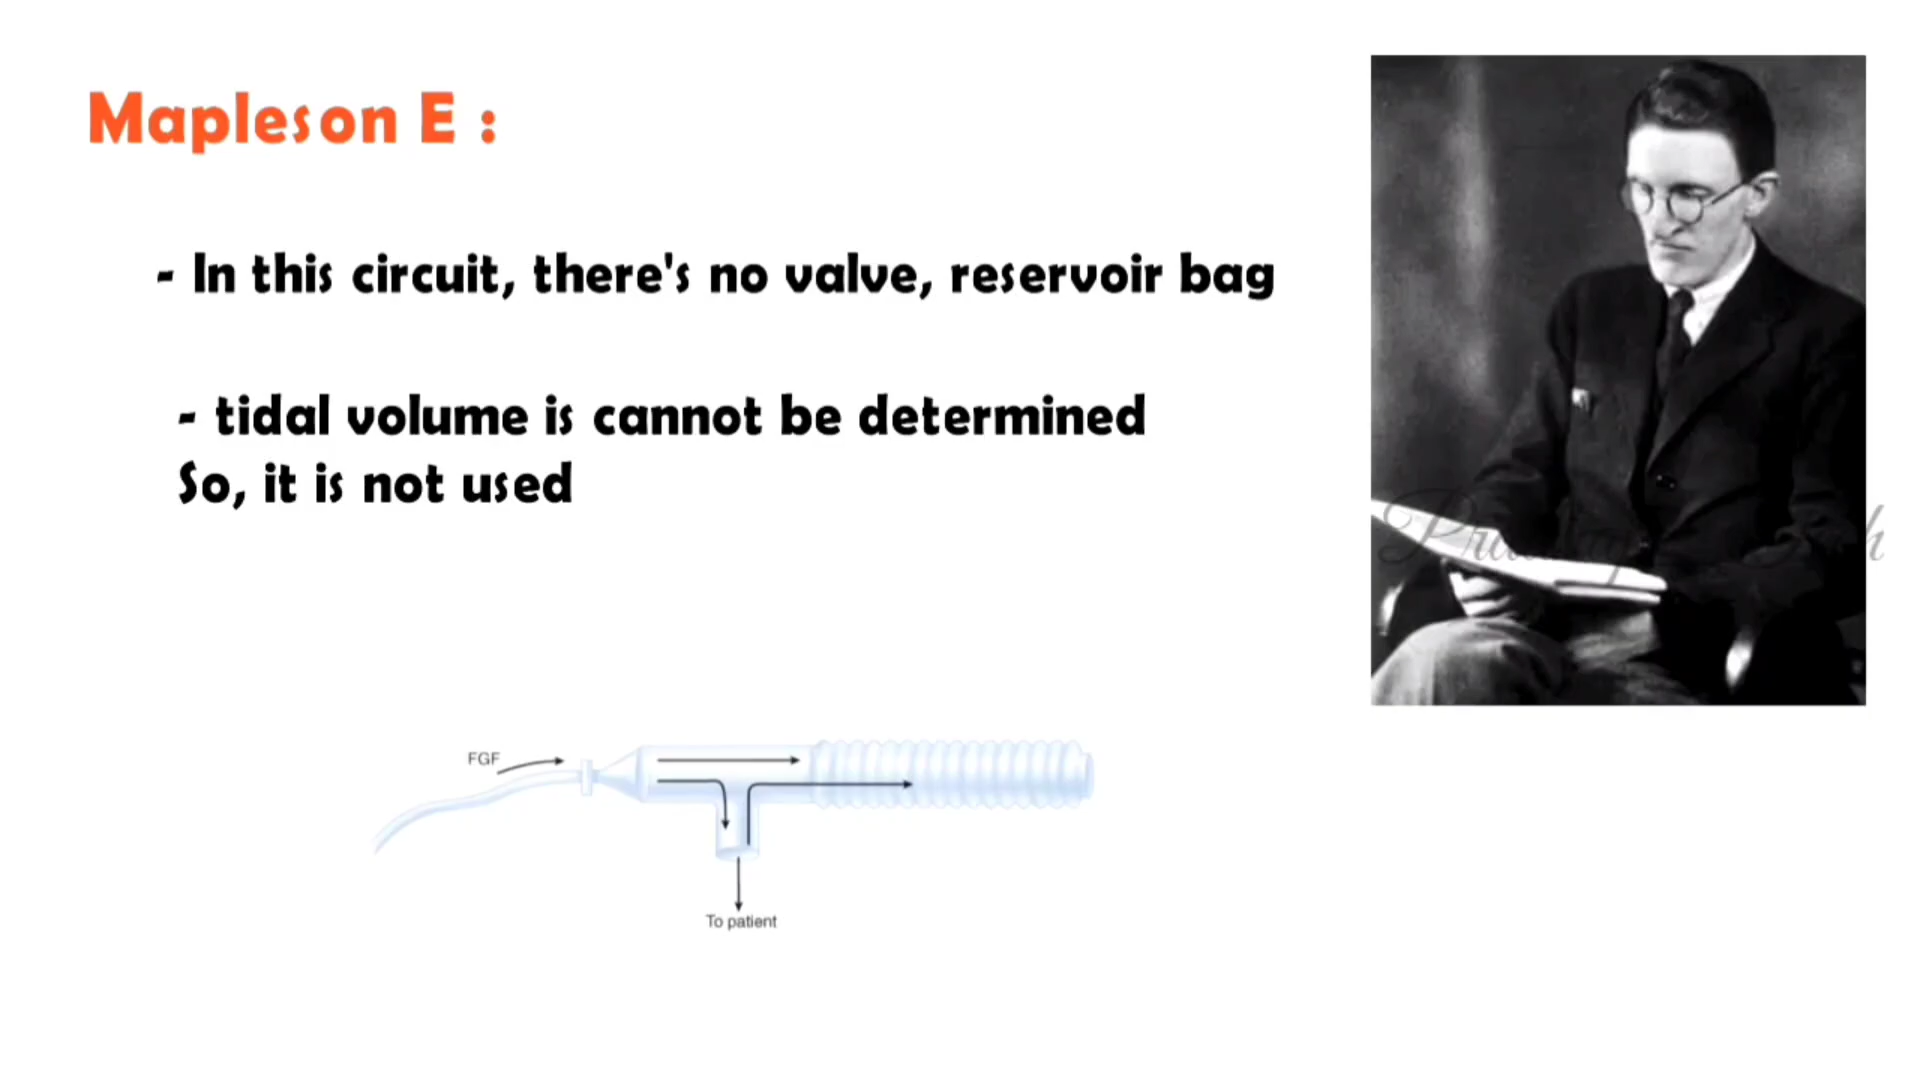 Mapleson E :
- In this circuit, there's no valve, reservoir bag
- tidal volume is cannot be determined
So, it is not used
FGF
To patient